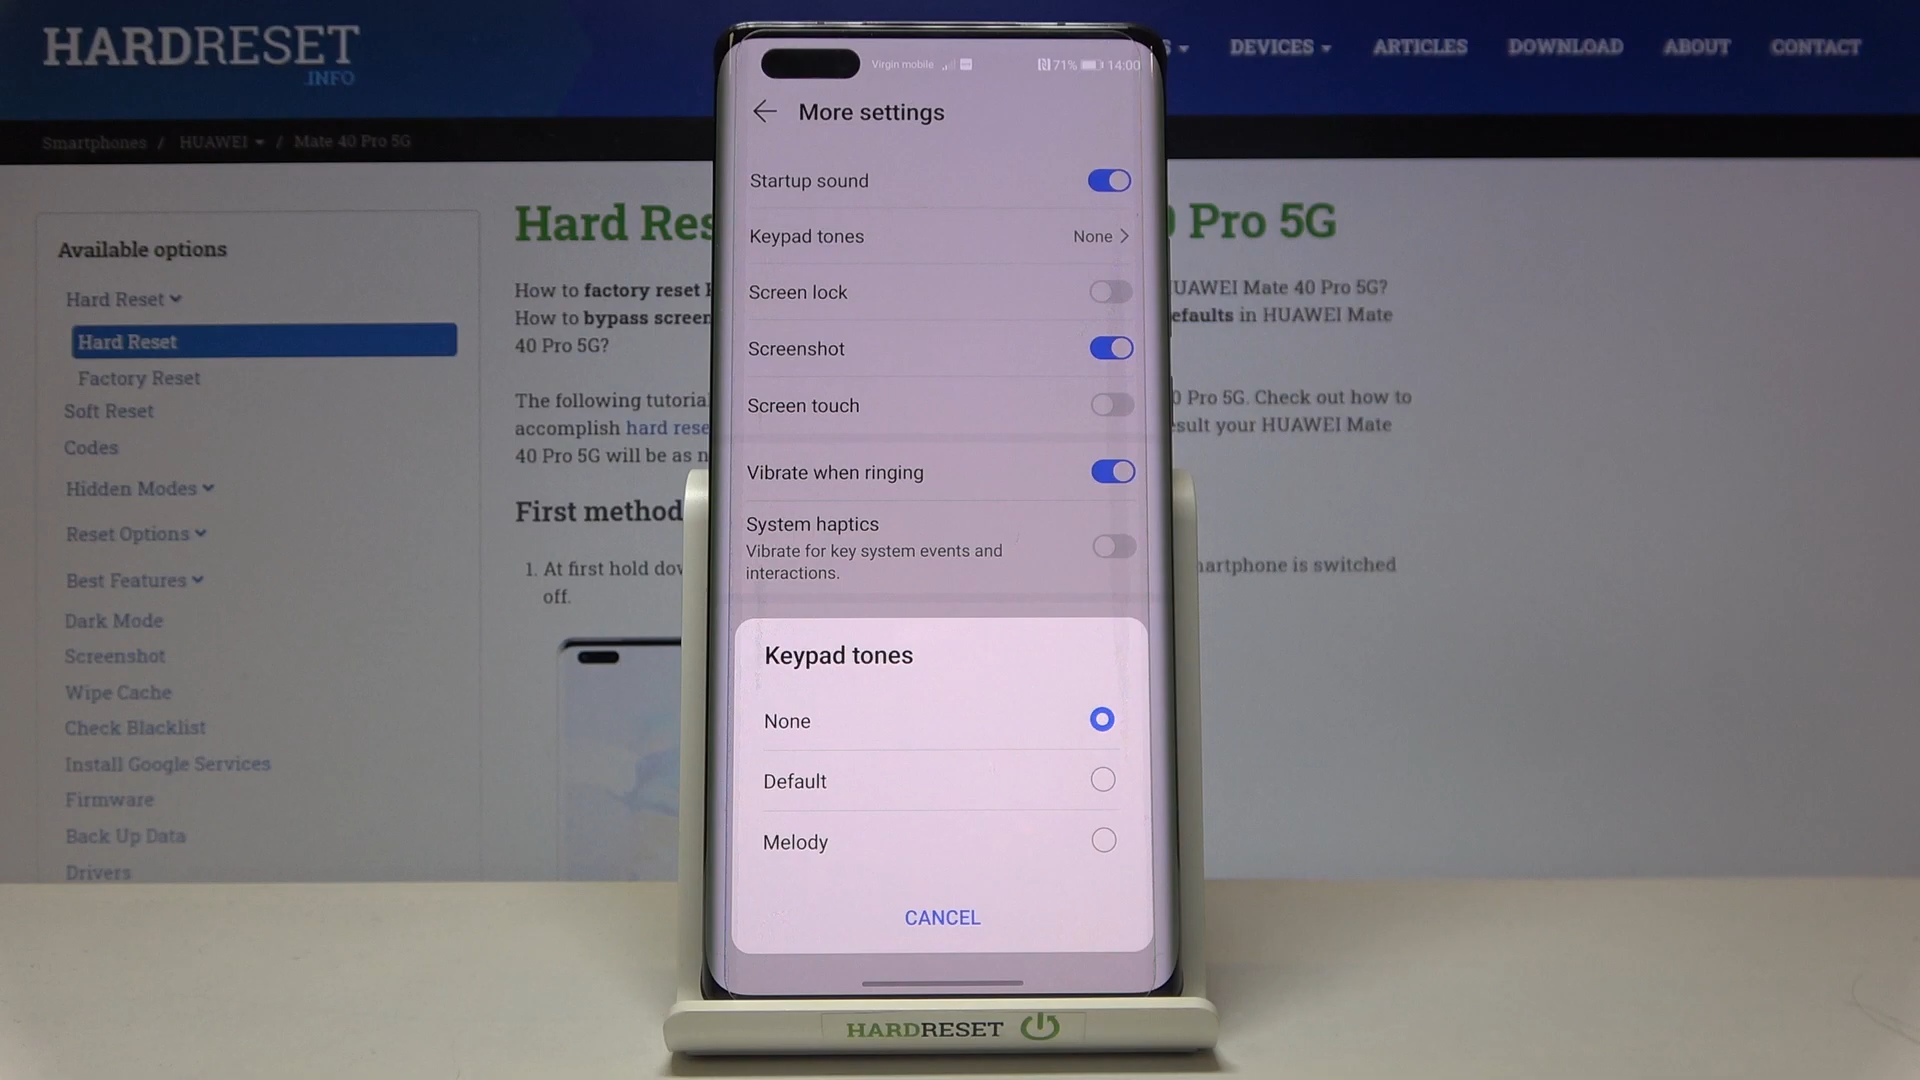 HARDRESET
.INFO
DEVICES
ARTICLES
DOWNLOAD
ABOUT
CONTACT
Smartphones / HUAWEI / Mate 40 Pro 5G
Available options
Hard Reset
Hard Reset
Factory Reset
Soft Reset
Codes
Hidden Modes
Reset Options
Best Features
Dark Mode
Screenshot
Wipe Cache
Check Blacklist
Install Google Services
Firmware
Back Up Data
Drivers
Hard Res
Pro 5G
How to factory reset
HUAWEI Mate 40 Pro 5G?
How to bypass screen
efaults in HUAWEI Mate
40 Pro 5G?
The following tutorial
0 Pro 5G. Check out how to
accomplish hard rese
esult your HUAWEI Mate
40 Pro 5G will be as n
First method
1. At first hold dow
artphone is switched
off.
Virgin mobile
71% 14:00
More settings
Startup sound
Keypad tones None
Screen lock
Screenshot
Screen touch
Vibrate when ringing
System haptics
Vibrate for key system events and
interactions.
Keypad tones
None
Default
Melody
CANCEL
HARDRESET